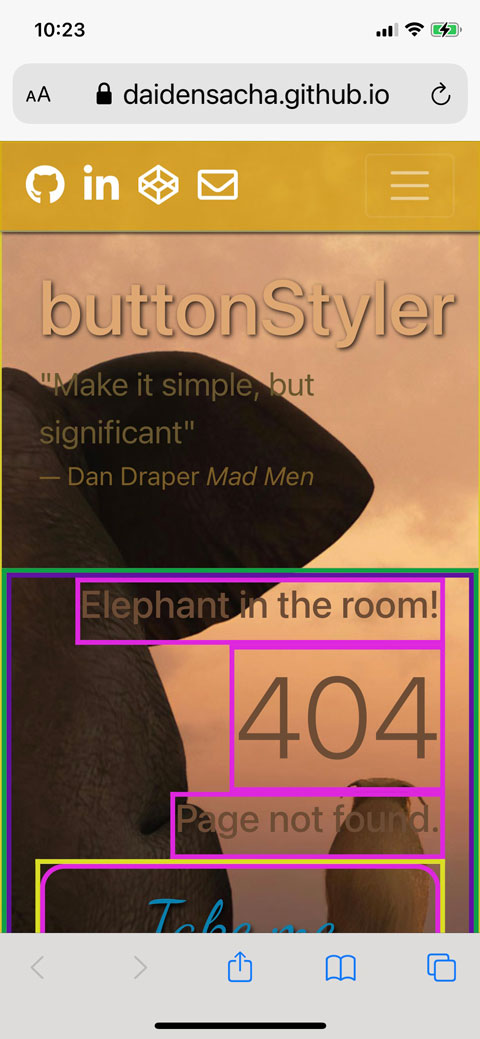 10:23
AA daidensacha.github.io
in
buttonStyler
"Make it simple, but
significant"
— Dan Draper Mad Men
Elephant in the room!
404
Page not found.
Take me